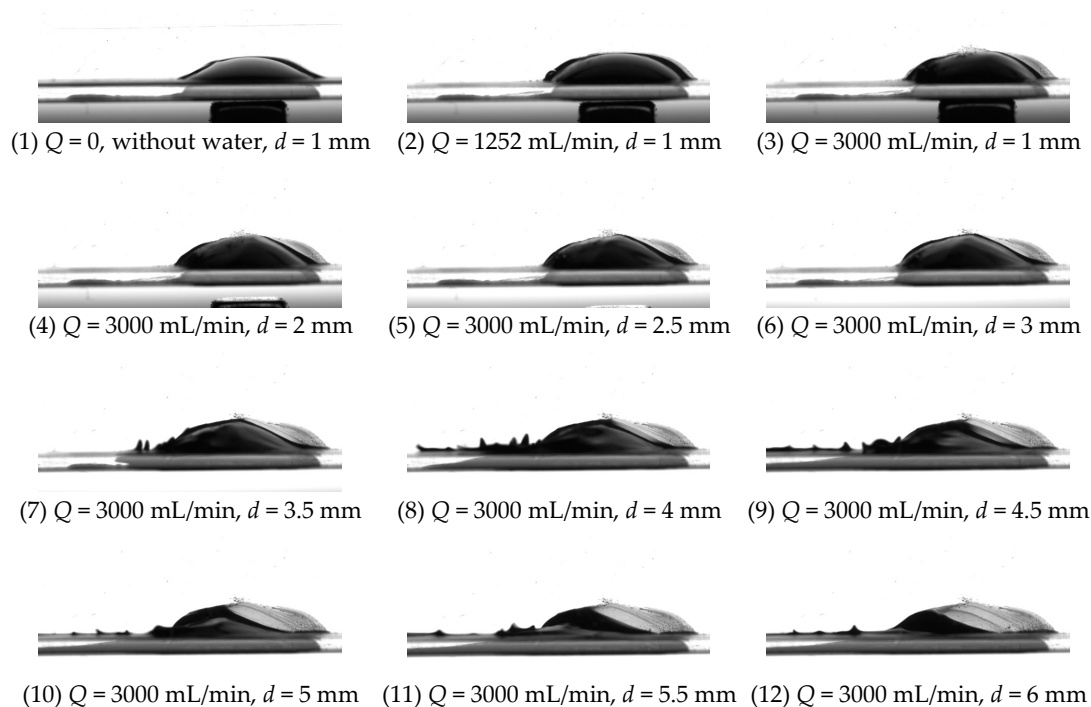 (1) Q = 0, without water, d = 1 mm
(2) Q = 1252 mL/min, d = 1 mm
(3) Q = 3000 mL/min, d = 1 mm
(4) Q = 3000 mL/min, d = 2 mm
(5) Q = 3000 mL/min, d = 2.5 mm
(6) Q = 3000 mL/min, d = 3 mm
(7) Q = 3000 mL/min, d = 3.5 mm
(8) Q = 3000 mL/min, d = 4 mm
(9) Q = 3000 mL/min, d = 4.5 mm
(10) Q = 3000 mL/min, d = 5 mm
(11) Q = 3000 mL/min, d = 5.5 mm
(12) Q = 3000 mL/min, d = 6 mm